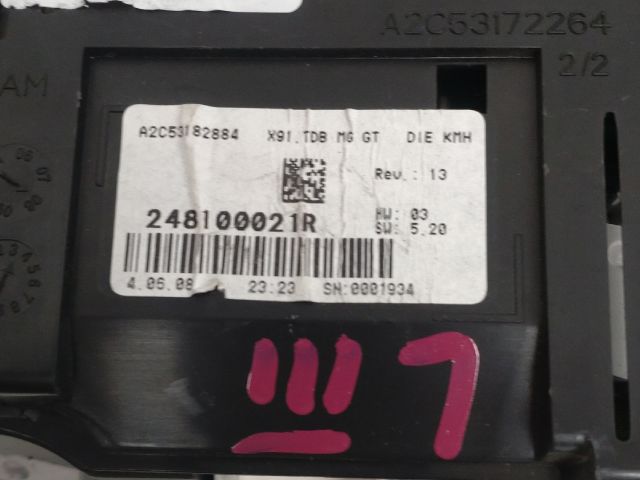 A2C53172264
2/2
AM
A2C53182884 X91.TDB MG GT DIE KMH
Rev.: 13
HW: 03
248100021R
SW: 5.20
4.06.08 23:23 SN:0001934